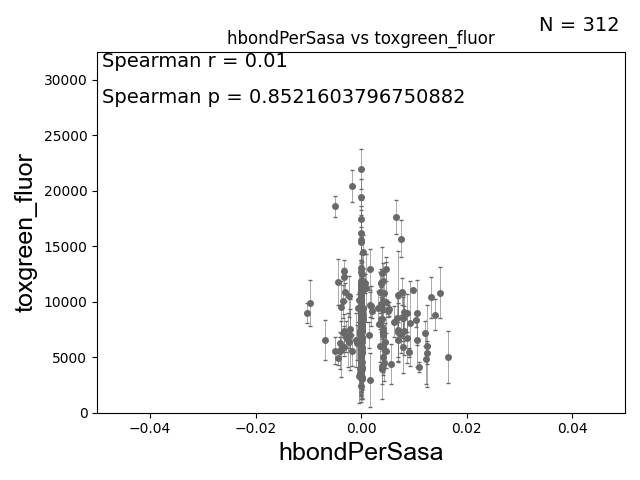 N = 312
hbondPerSasa vs toxgreen_fluor
Spearman r = 0.01
Spearman p = 0.8521603796750882
toxgreen_fluor
30000
25000
20000
15000
10000
5000
0
−0.04
−0.02
0.00
0.02
0.04
hbondPerSasa